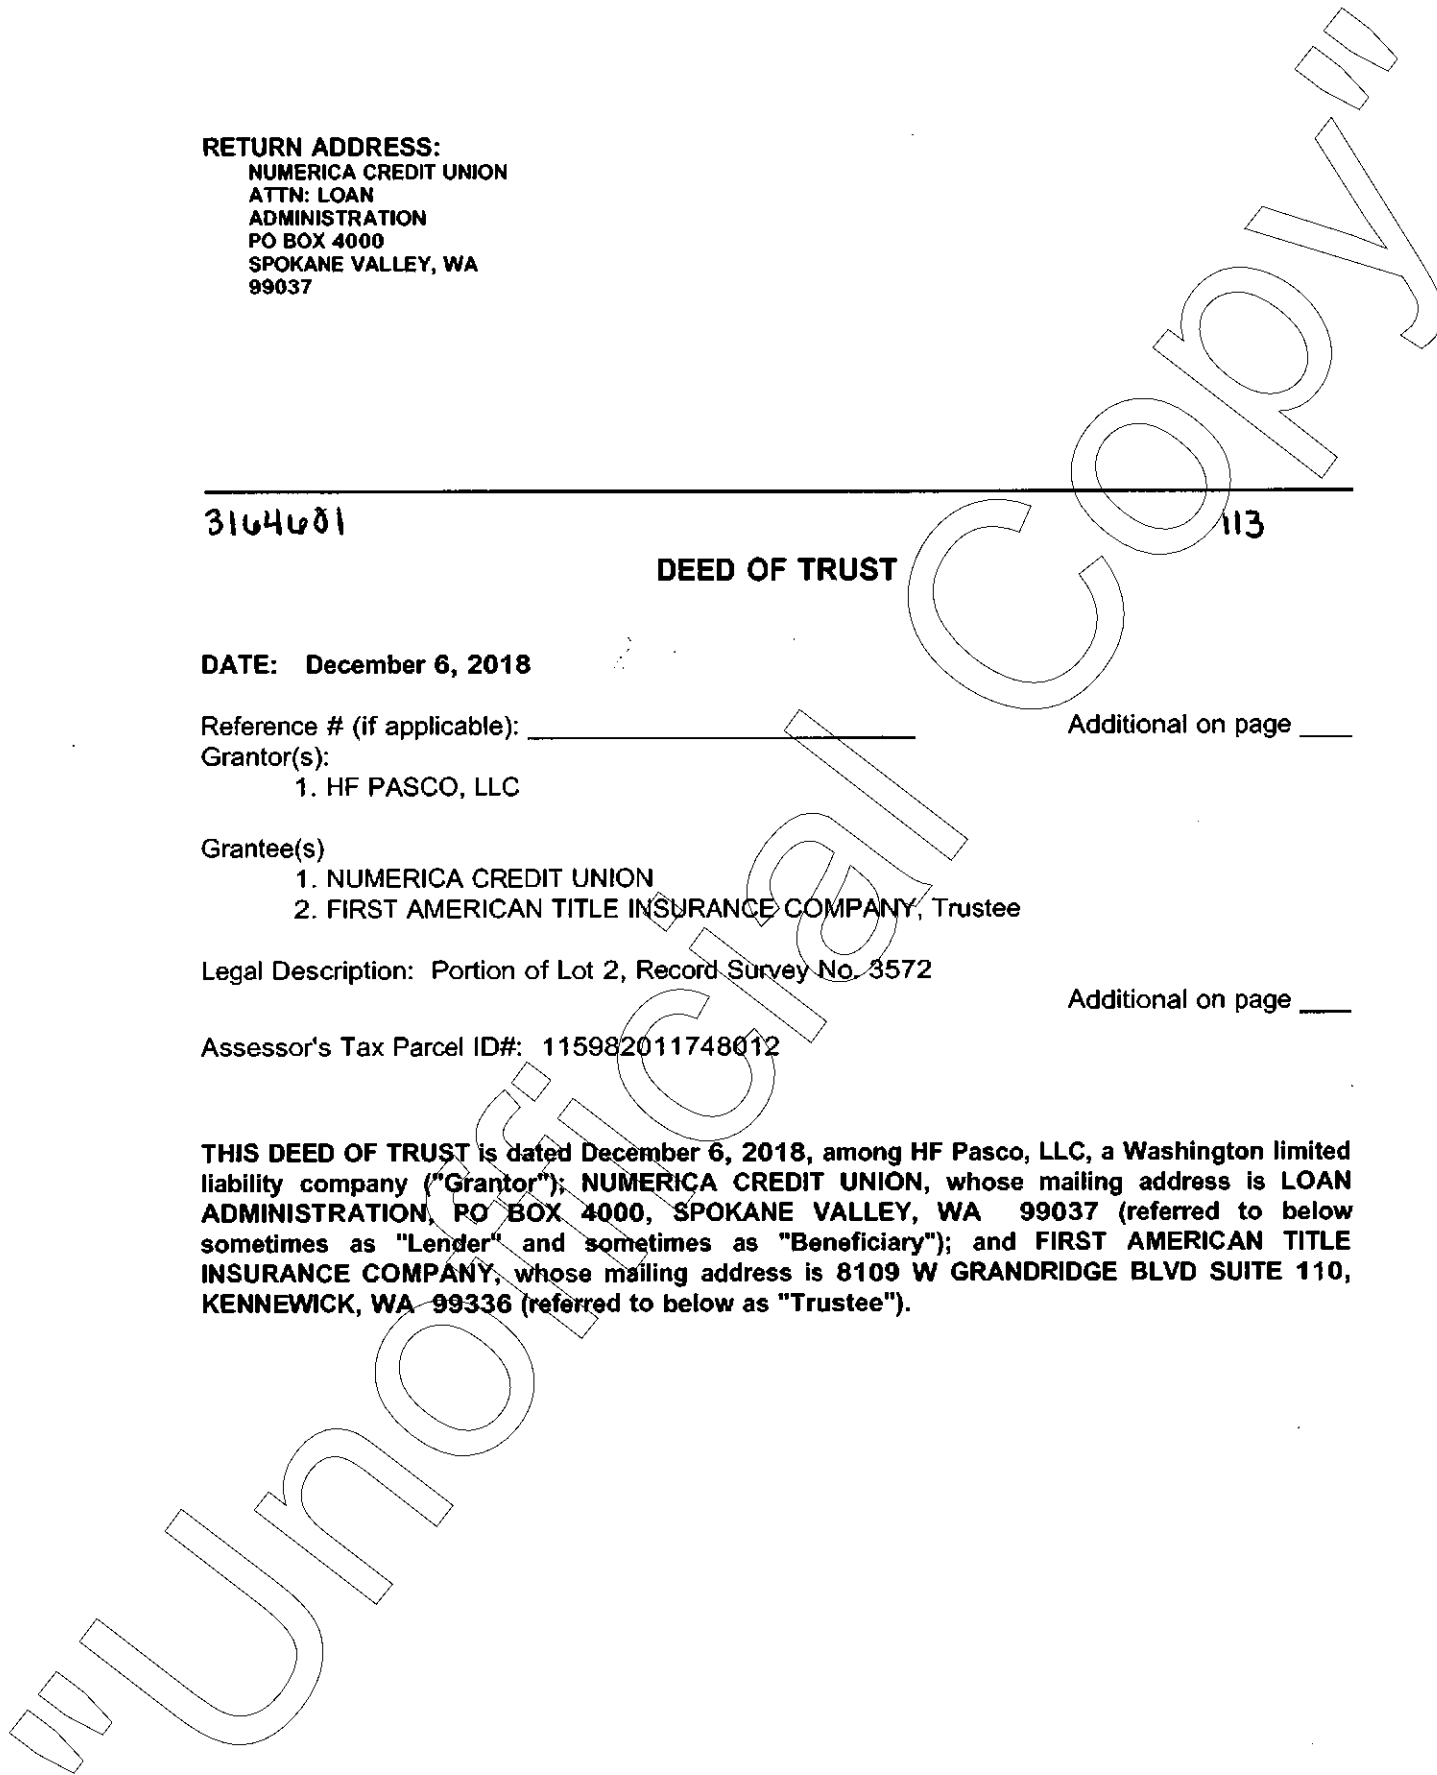 RETURN ADDRESS:
NUMERICA CREDIT UNION
ATTN: LOAN
ADMINISTRATION
PO BOX 4000
SPOKANE VALLEY, WA
99037
3164601 113
DEED OF TRUST
DATE: December 6, 2018
Reference # (if applicable): ____________________ Additional on page ___
Grantor(s):
1. HF PASCO, LLC
Grantee(s)
1. NUMERICA CREDIT UNION
2. FIRST AMERICAN TITLE INSURANCE COMPANY, Trustee
Legal Description: Portion of Lot 2, Record Survey No. 3572
Additional on page ___
Assessor's Tax Parcel ID#: 115982011748012
THIS DEED OF TRUST is dated December 6, 2018, among HF Pasco, LLC, a Washington limited
liability company ("Grantor"); NUMERICA CREDIT UNION, whose mailing address is LOAN
ADMINISTRATION, PO BOX 4000, SPOKANE VALLEY, WA 99037 (referred to below
sometimes as "Lender" and sometimes as "Beneficiary"); and FIRST AMERICAN TITLE
INSURANCE COMPANY, whose mailing address is 8109 W GRANDRIDGE BLVD SUITE 110,
KENNEWICK, WA 99336 (referred to below as "Trustee").
"Unofficial Copy"